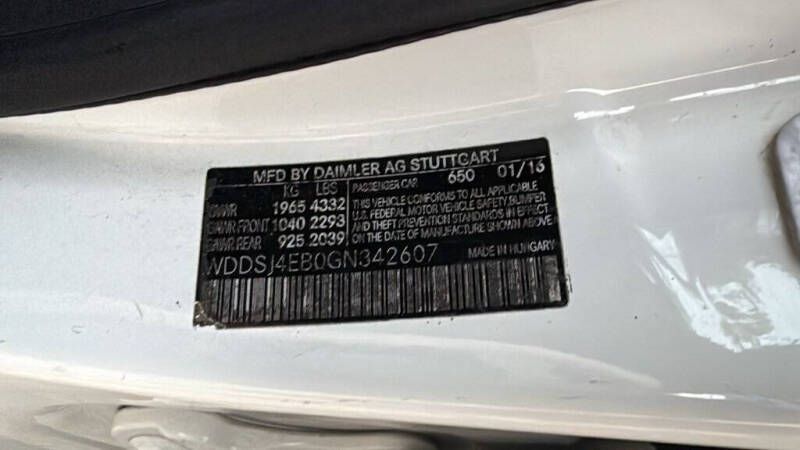 MFD BY DAIMLER AG STUTTGART
KG LBS PASSENGER CAR 650 01/16
GVWR 1965 4332 THIS VEHICLE CONFORMS TO ALL APPLICABLE
GAWR FRONT 1040 2293 U.S. FEDERAL MOTOR VEHICLE SAFETY, BUMPER
GAWR REAR 925 2039 AND THEFT PREVENTION STANDARDS IN EFFECT
ON THE DATE OF MANUFACTURE SHOWN ABOVE
WDDSJ4EB0GN342607 MADE IN HUNGARY